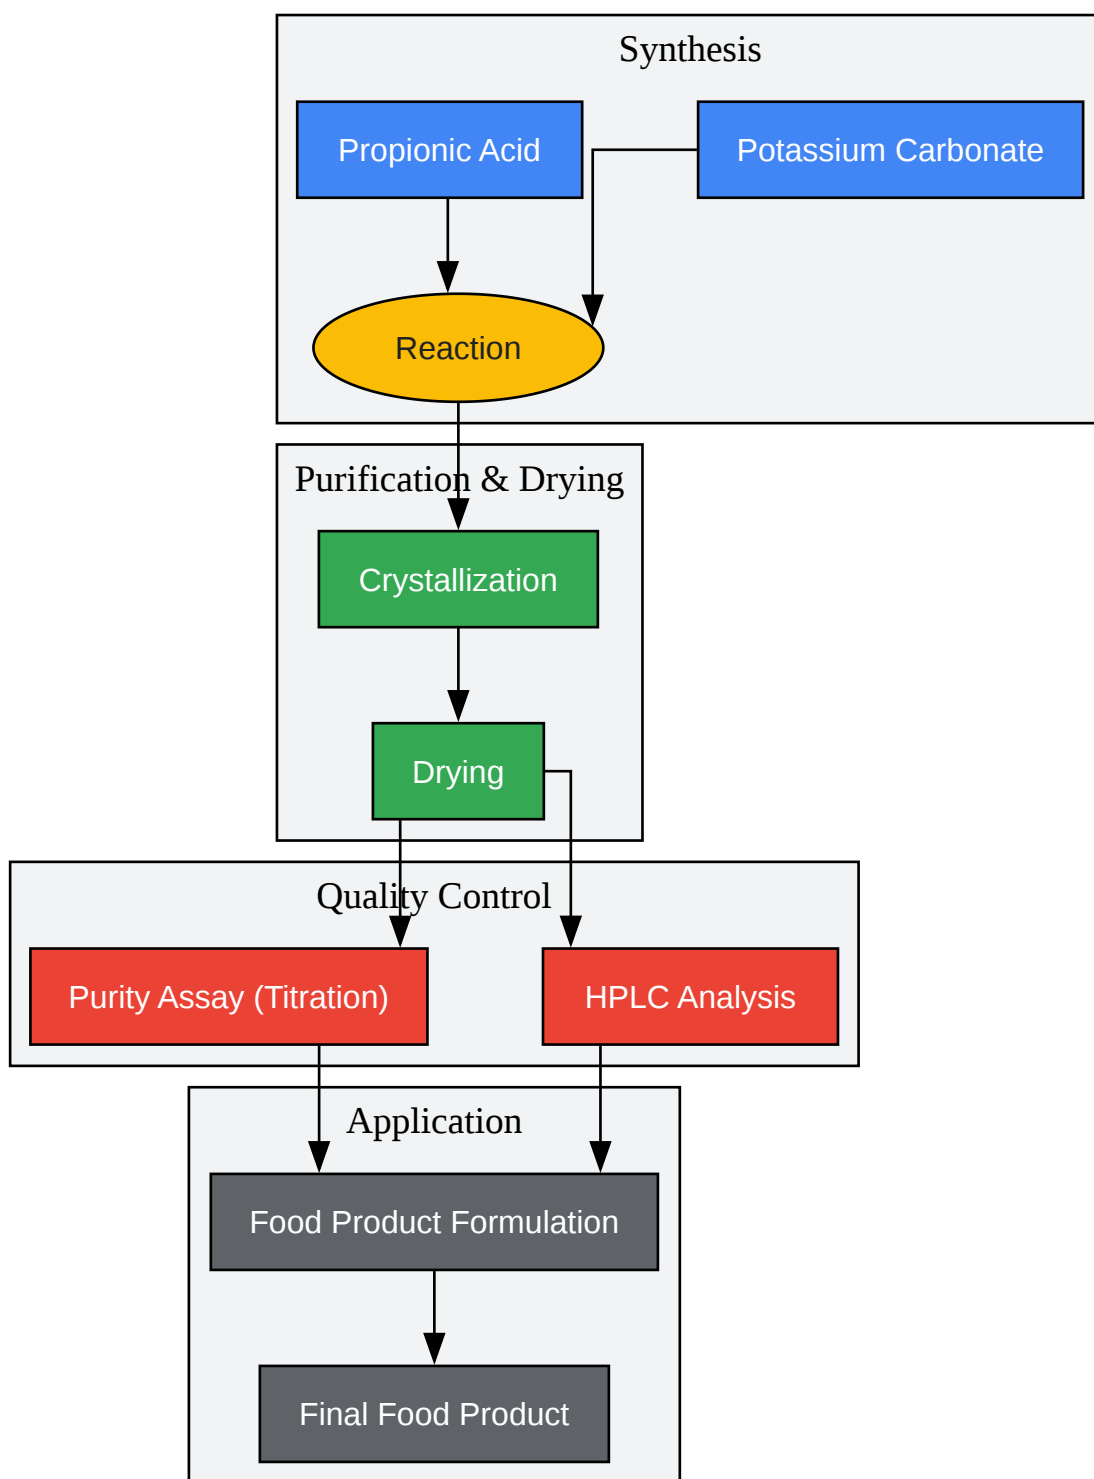 Synthesis
Propionic Acid
Potassium Carbonate
Reaction
Purification & Drying
Crystallization
Drying
Quality Control
Purity Assay (Titration)
HPLC Analysis
Application
Food Product Formulation
Final Food Product